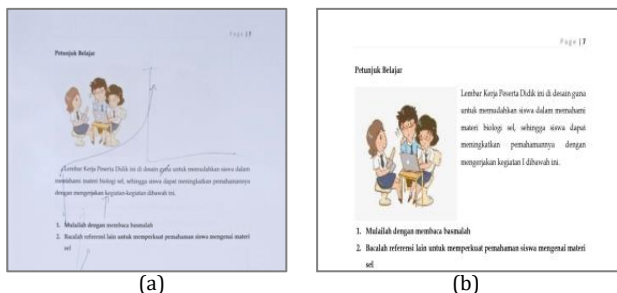 Page | 7
Petunjuk Belajar
Lembar Kerja Peserta Didik ini di desain guna untuk memudahkan siswa dalam
memahami materi biologi sel, sehingga siswa dapat meningkatkan pemahamannya
dengan mengerjakan kegiatan-kegiatan dibawah ini.
1. Mulailah dengan membaca basmalah
2. Bacalah referensi lain untuk memperkuat pemahaman siswa mengenai materi
sel
(a)
Page | 7
Petunjuk Belajar
Lembar Kerja Peserta Didik ini di desain guna
untuk memudahkan siswa dalam memahami
materi biologi sel, sehingga siswa dapat
meningkatkan pemahamannya dengan
mengerjakan kegiatan I dibawah ini.
1. Mulailah dengan membaca basmalah
2. Bacalah referensi lain untuk memperkuat pemahaman siswa mengenai materi
sel
(b)